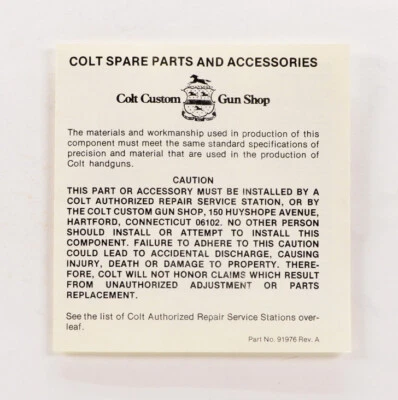 COLT SPARE PARTS AND ACCESSORIES
Colt Custom Gun Shop
The materials and workmanship used in production of this
component must meet the same standard specifications of
precision and material that are used in the production of
Colt handguns.
CAUTION
THIS PART OR ACCESSORY MUST BE INSTALLED BY A
COLT AUTHORIZED REPAIR SERVICE STATION, OR BY
THE COLT CUSTOM GUN SHOP, 150 HUYSHOPE AVENUE,
HARTFORD, CONNECTICUT 06102. NO OTHER PERSON
SHOULD INSTALL OR ATTEMPT TO INSTALL THIS
COMPONENT. FAILURE TO ADHERE TO THIS CAUTION
COULD LEAD TO ACCIDENTAL DISCHARGE, CAUSING
INJURY, DEATH OR DAMAGE TO PROPERTY. THERE-
FORE, COLT WILL NOT HONOR CLAIMS WHICH RESULT
FROM UNAUTHORIZED ADJUSTMENT OR PARTS
REPLACEMENT.
See the list of Colt Authorized Repair Service Stations over-
leaf.
Part No. 91976 Rev. A